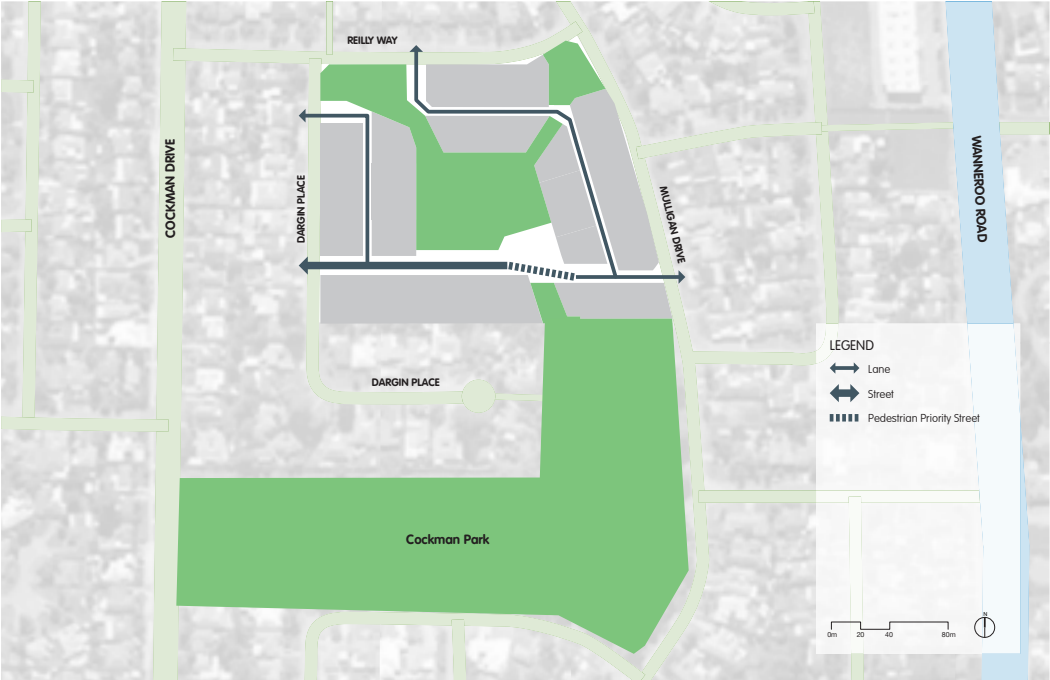 REILLY WAY
COCKMAN DRIVE
DARGIN PLACE
MULLIGAN DRIVE
WANNEROO ROAD
DARGIN PLACE
Cockman Park
LEGEND
Lane
Street
Pedestrian Priority Street
N
0m 20 40 80m